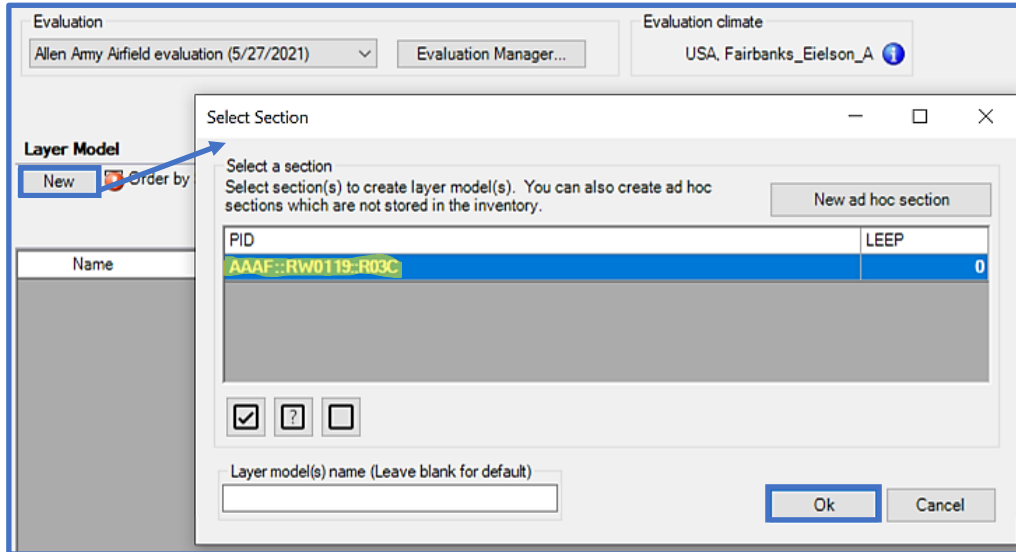 Evaluation
Allen Army Airfield evaluation (5/27/2021)
Evaluation Manager...
Evaluation climate
USA, Fairbanks_Eielson_A
Select Section
Layer Model
New
Order by
Name
Select a section
Select section(s) to create layer model(s). You can also create ad hoc
sections which are not stored in the inventory.
New ad hoc section
PID
LEEP
AAAF::RW0119::R03C
0
?
Layer model(s) name (Leave blank for default)
Ok
Cancel